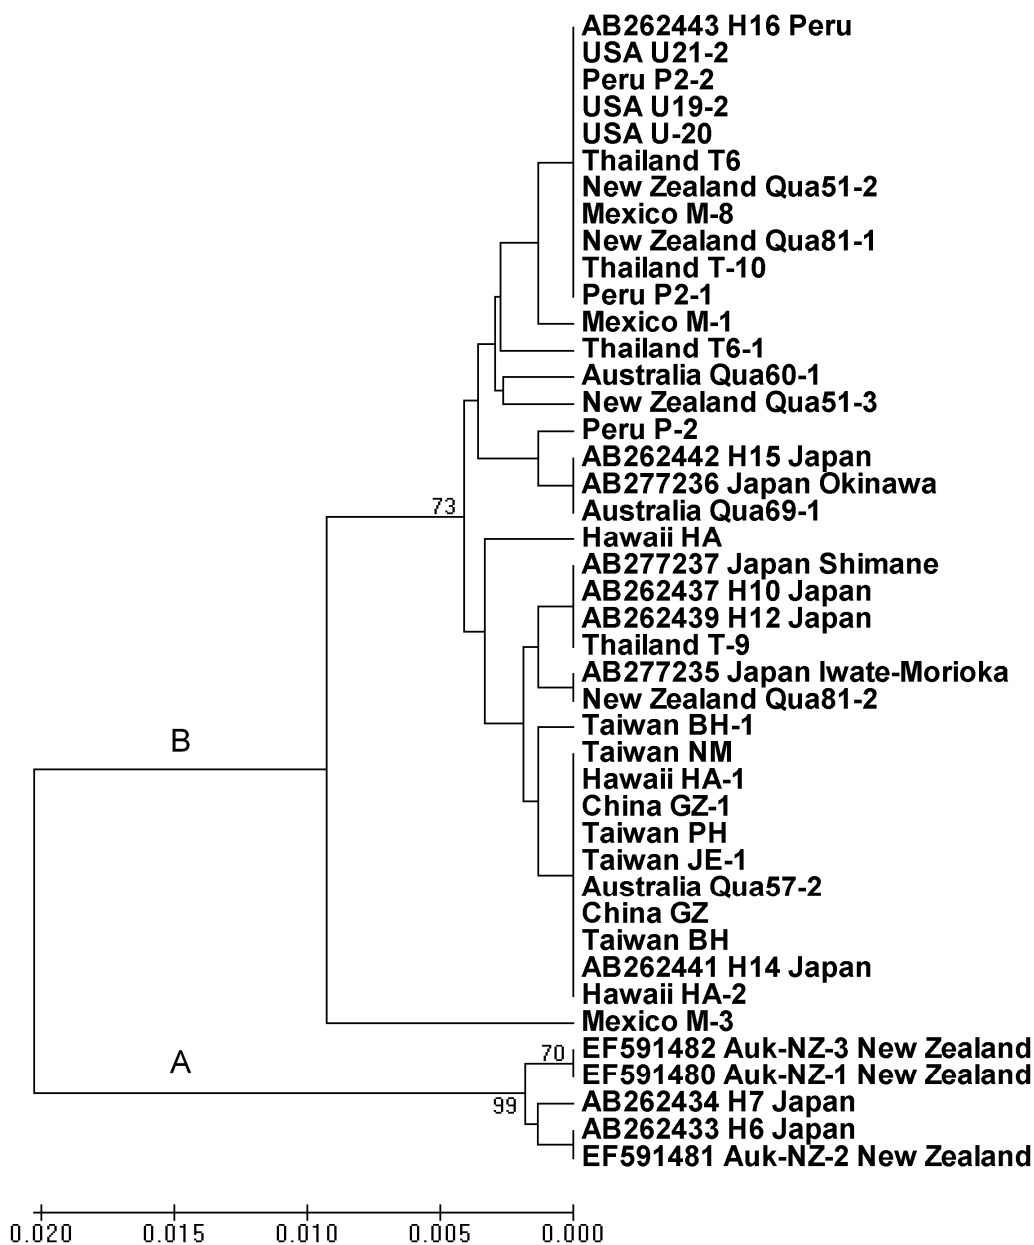 AB262443 H16 Peru
USA U21-2
Peru P2-2
USA U19-2
USA U-20
Thailand T6
New Zealand Qua51-2
Mexico M-8
New Zealand Qua81-1
Thailand T-10
Peru P2-1
Mexico M-1
Thailand T6-1
Australia Qua60-1
New Zealand Qua51-3
Peru P-2
AB262442 H15 Japan
AB277236 Japan Okinawa
Australia Qua69-1
73
Hawaii HA
AB277237 Japan Shimane
AB262437 H10 Japan
AB262439 H12 Japan
Thailand T-9
AB277235 Japan Iwate-Morioka
New Zealand Qua81-2
Taiwan BH-1
B
Taiwan NM
Hawaii HA-1
China GZ-1
Taiwan PH
Taiwan JE-1
Australia Qua57-2
China GZ
Taiwan BH
AB262441 H14 Japan
Hawaii HA-2
Mexico M-3
70
EF591482 Auk-NZ-3 New Zealand
A
EF591480 Auk-NZ-1 New Zealand
99
AB262434 H7 Japan
AB262433 H6 Japan
EF591481 Auk-NZ-2 New Zealand
0.020 0.015 0.010 0.005 0.000